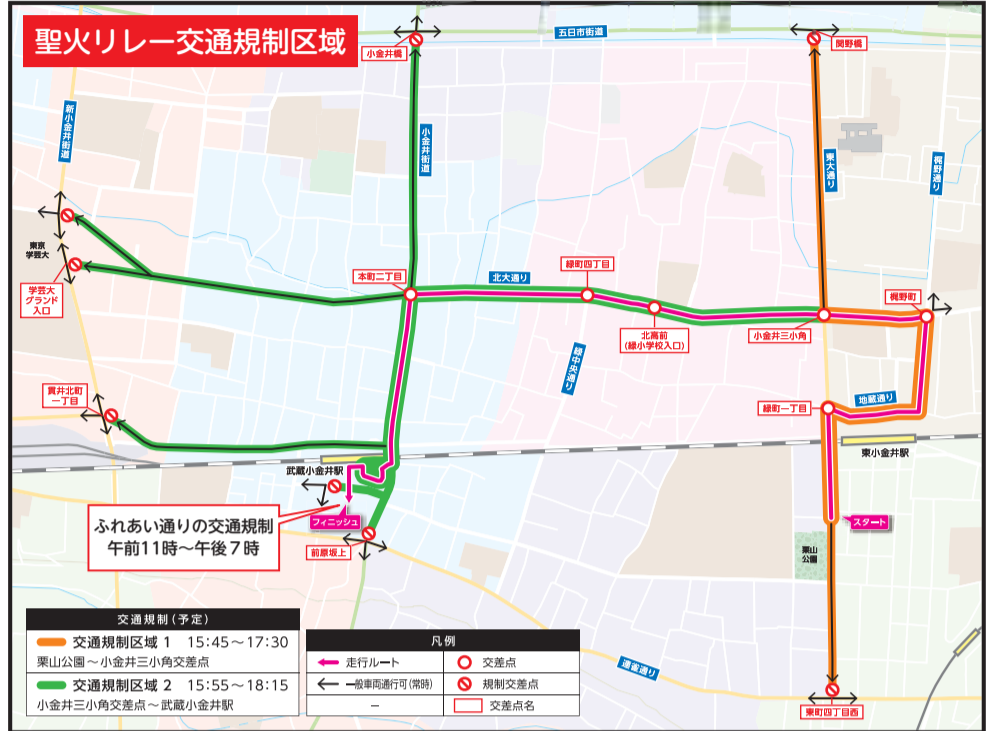 聖火リレー交通規制区域
小金井橋
五日市街道
関野橋
新小金井街道
小金井街道
東大通り
梶野通り
東京
学芸大
学芸大
グランド
入口
本町二丁目
北大通り
緑町四丁目
梶野町
北高前
(緑小学校入口)
小金井三小角
緑中央通り
貫井北町
一丁目
緑町一丁目
地蔵通り
武蔵小金井駅
東小金井駅
フィニッシュ
スタート
ふれあい通りの交通規制
午前11時~午後7時
前原坂上
栗山
公園
連雀通り
東町四丁目西
交通規制(予定)
交通規制区域 1 15:45~17:30
栗山公園~小金井三小角交差点
交通規制区域 2 15:55~18:15
小金井三小角交差点~武蔵小金井駅
凡例
走行ルート 交差点
一般車両通行可(常時) 規制交差点
− 交差点名